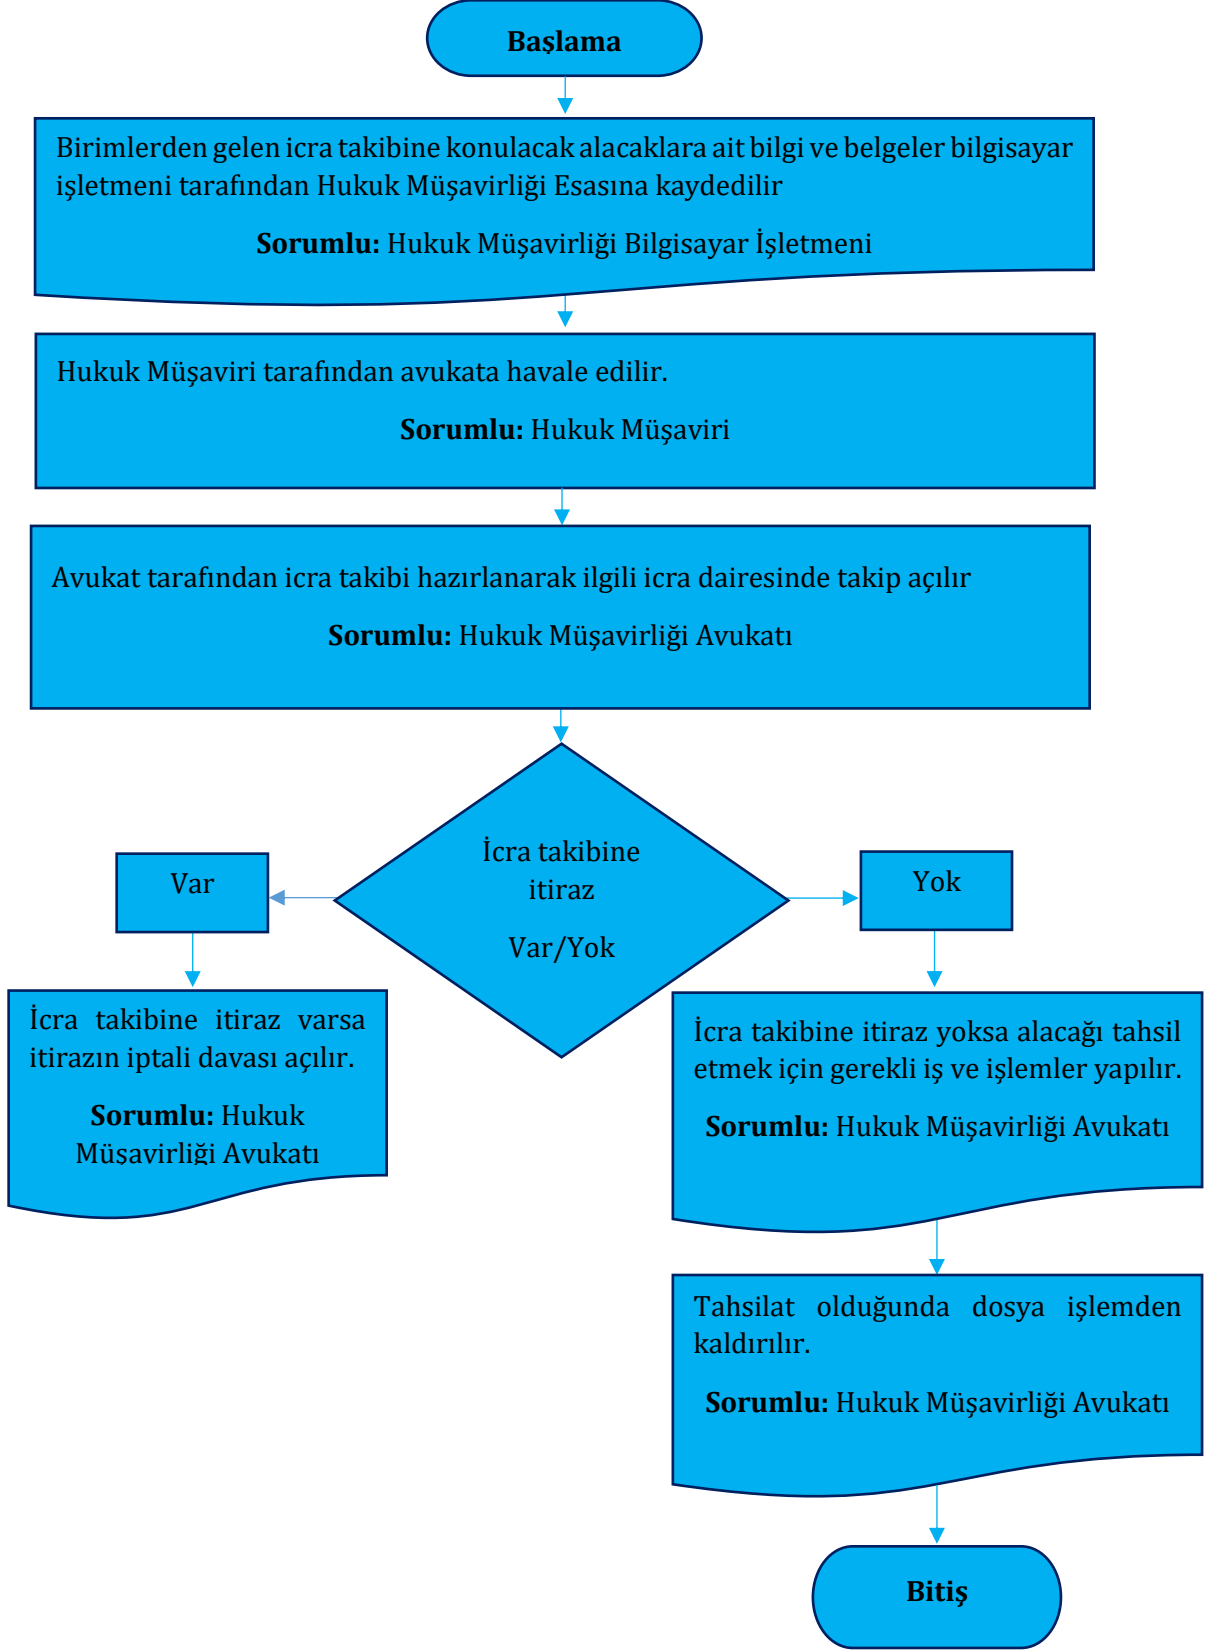 Başlama
Birimlerden gelen icra takibine konulacak alacaklara ait bilgi ve belgeler bilgisayar
işletmeni tarafından Hukuk Müşavirliği Esasına kaydedilir
Sorumlu: Hukuk Müşavirliği Bilgisayar İşletmeni
Hukuk Müşaviri tarafından avukata havale edilir.
Sorumlu: Hukuk Müşaviri
Avukat tarafından icra takibi hazırlanarak ilgili icra dairesinde takip açılır
Sorumlu: Hukuk Müşavirliği Avukatı
İcra takibine
itiraz
Var/Yok
Var
Yok
İcra takibine itiraz varsa
itirazın iptali davası açılır.
Sorumlu: Hukuk
Müşavirliği Avukatı
İcra takibine itiraz yoksa alacağı tahsil
etmek için gerekli iş ve işlemler yapılır.
Sorumlu: Hukuk Müşavirliği Avukatı
Tahsilat olduğunda dosya işlemden
kaldırılır.
Sorumlu: Hukuk Müşavirliği Avukatı
Bitiş